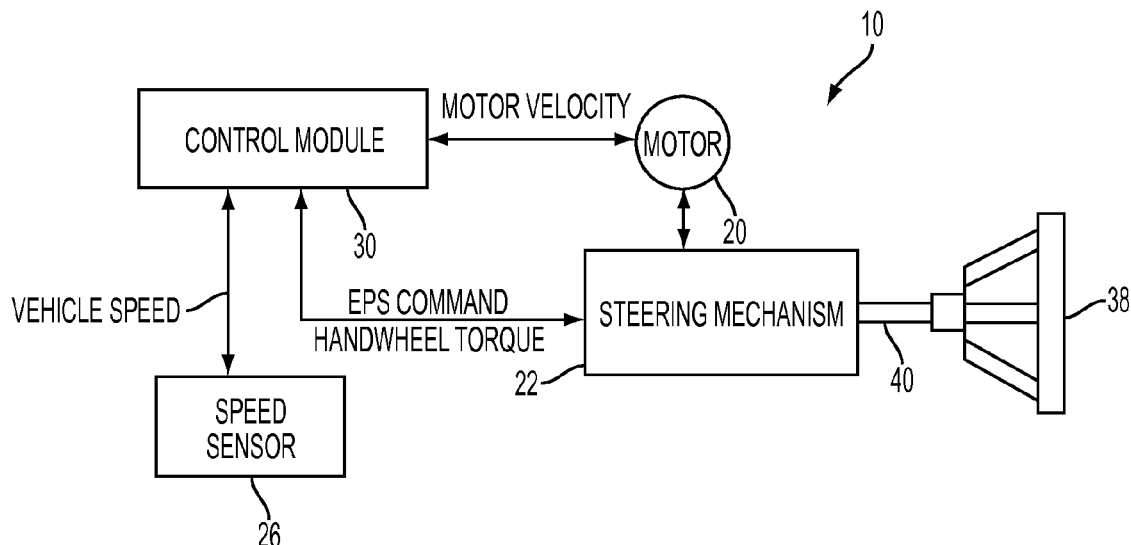 10
MOTOR VELOCITY
CONTROL MODULE
MOTOR
30
20
VEHICLE SPEED
EPS COMMAND
HANDWHEEL TORQUE
STEERING MECHANISM
38
22
40
SPEED
SENSOR
26